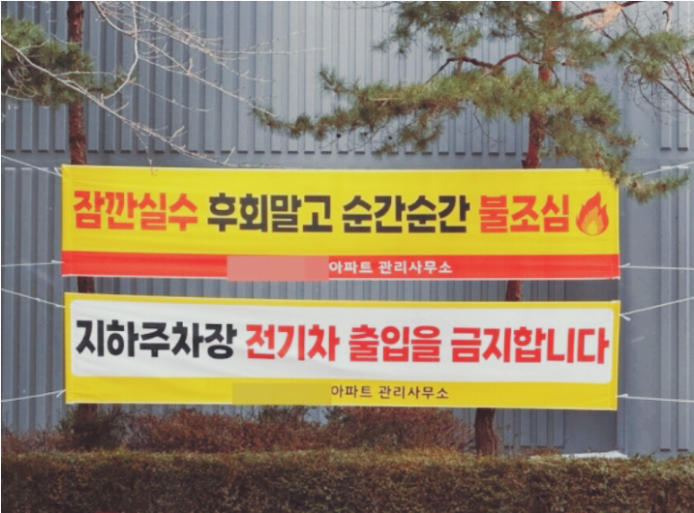 잠깐실수 후회말고 순간순간 불조심
아파트 관리사무소
지하주차장 전기차 출입을 금지합니다
아파트 관리사무소